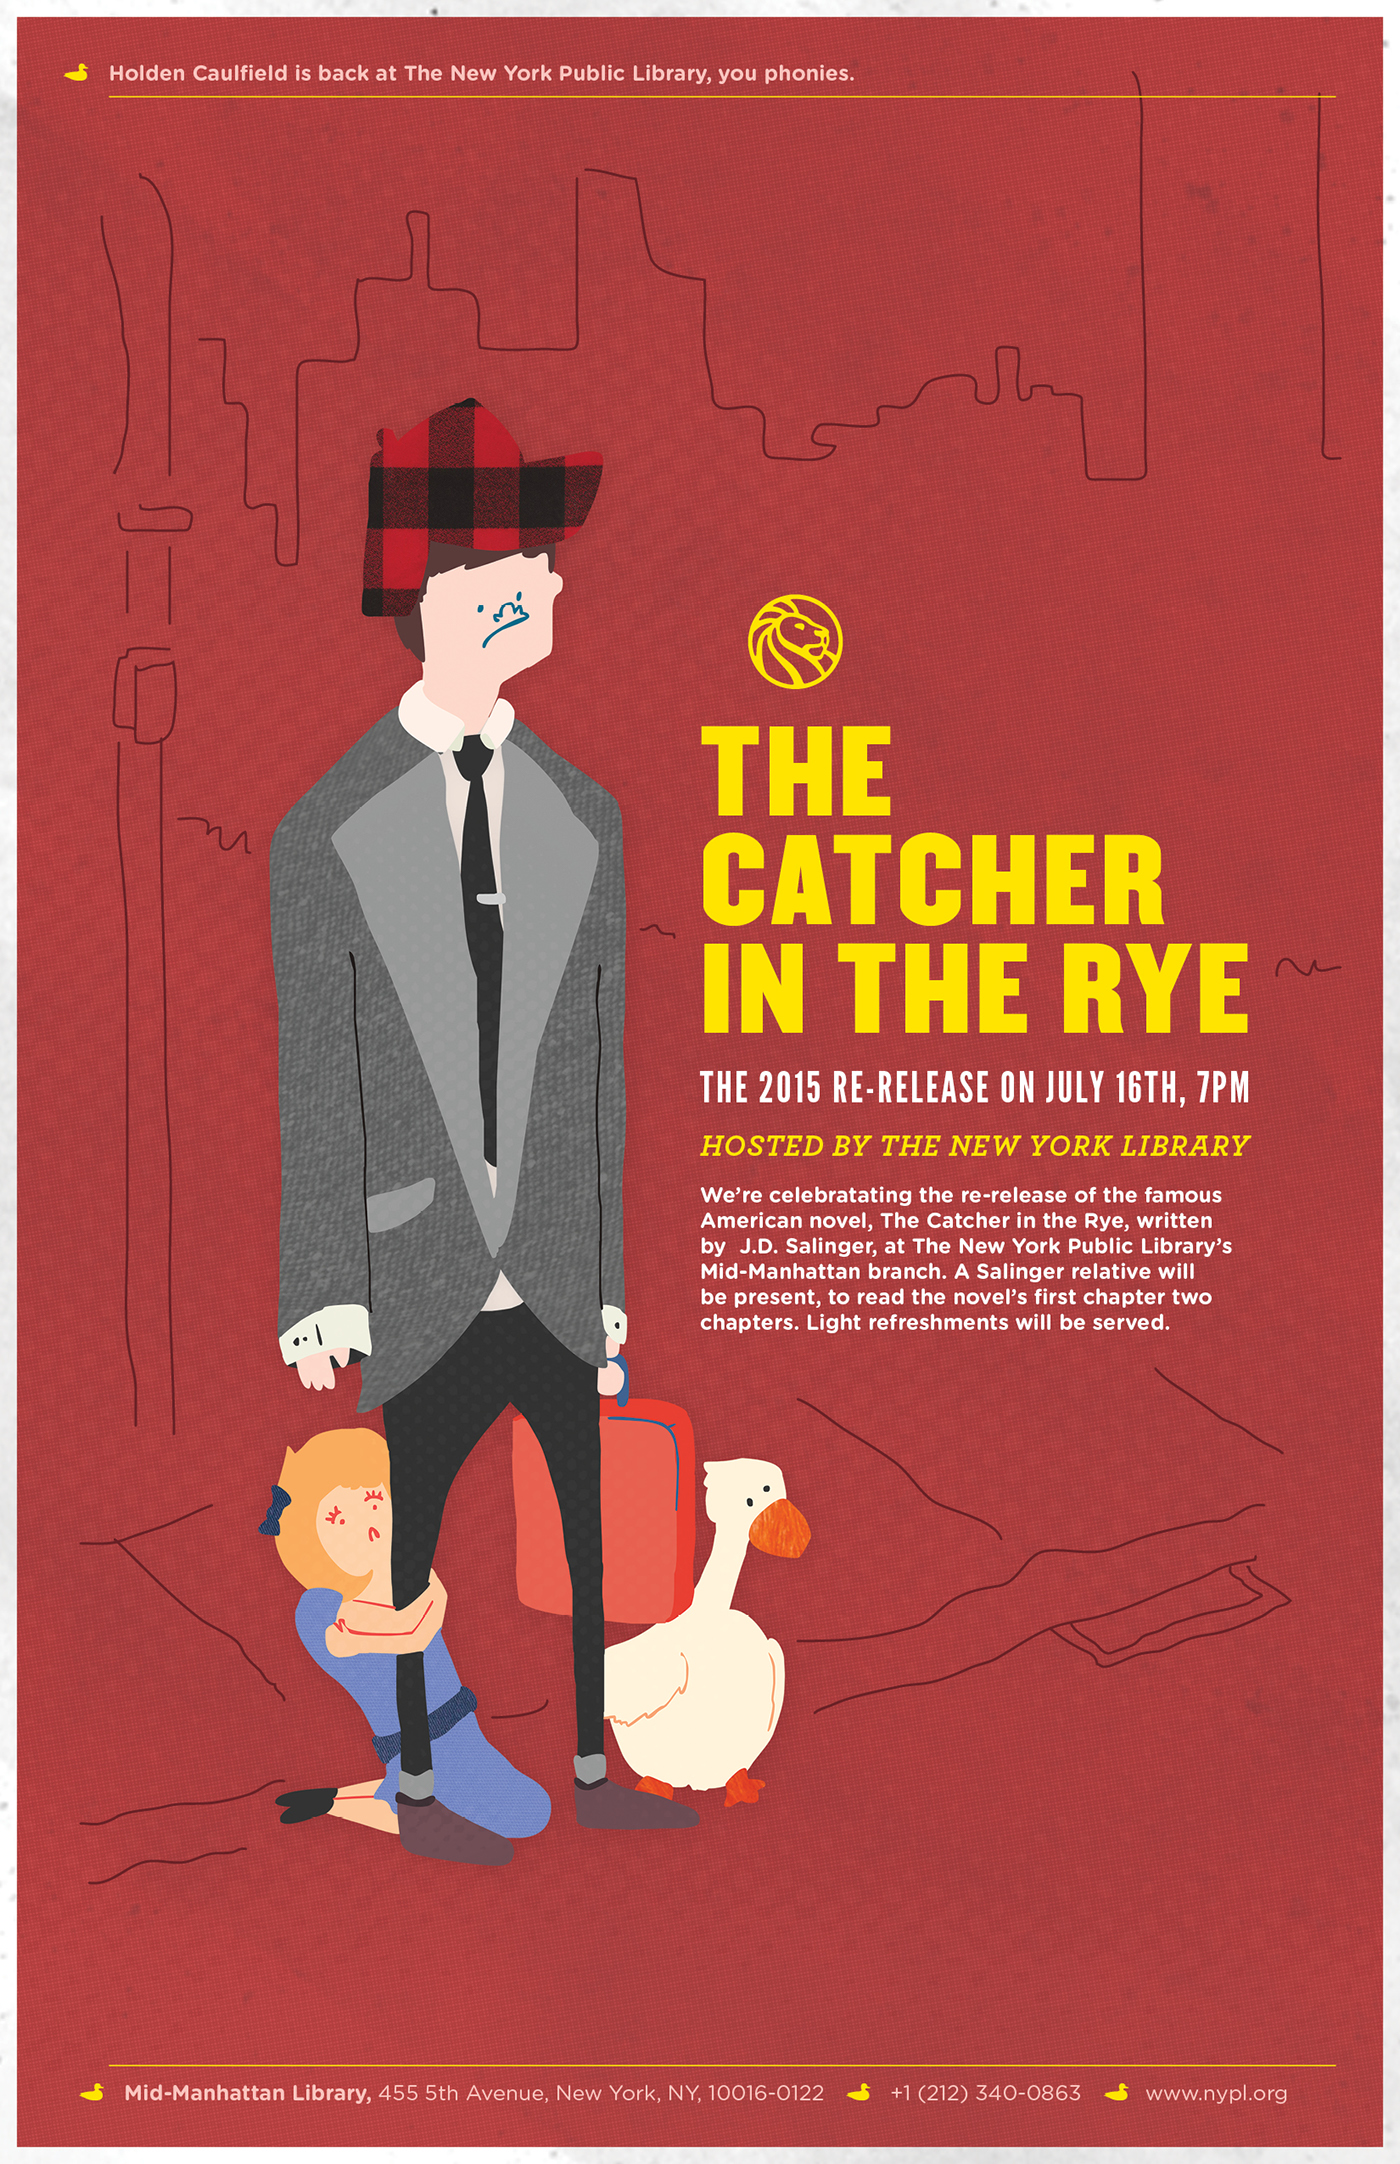 Holden Caulfield is back at The New York Public Library, you phonies.
THE
CATCHER
IN THE RYE
THE 2015 RE-RELEASE ON JULY 16TH, 7PM
HOSTED BY THE NEW YORK LIBRARY
We’re celebratating the re-release of the famous
American novel, The Catcher in the Rye, written
by J.D. Salinger, at The New York Public Library’s
Mid-Manhattan branch. A Salinger relative will
be present, to read the novel’s first chapter two
chapters. Light refreshments will be served.
Mid-Manhattan Library, 455 5th Avenue, New York, NY, 10016-0122 +1 (212) 340-0863 www.nypl.org